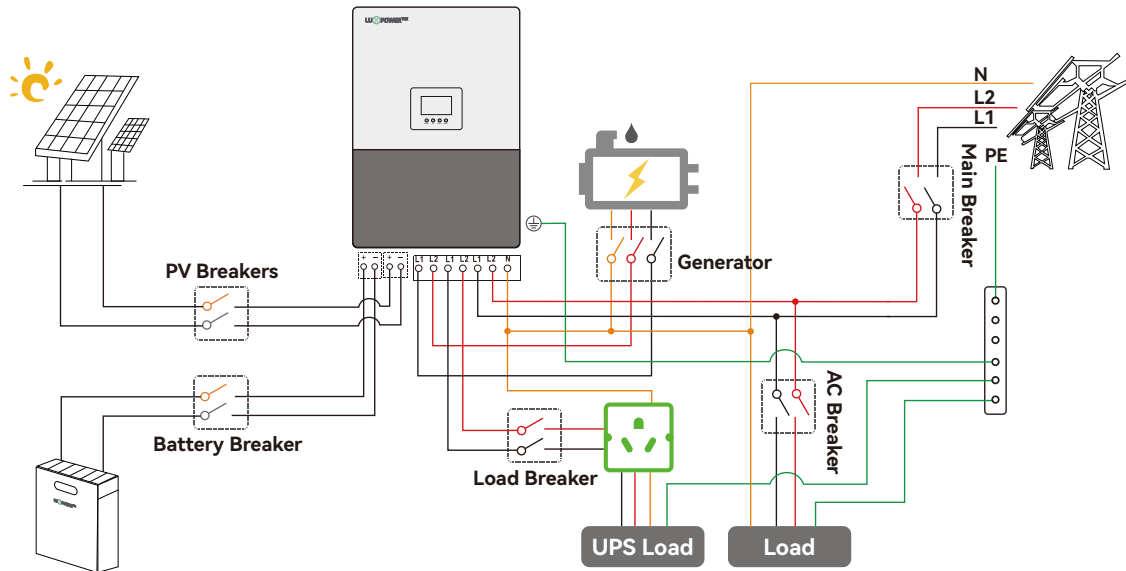 LUXPOWERTEK
N
L2
L1
PE
Main Breaker
+ − + −
L1 L2 L1 L2 L1 L2 N
Generator
PV Breakers
AC Breaker
Battery Breaker
Load Breaker
UPS Load
Load